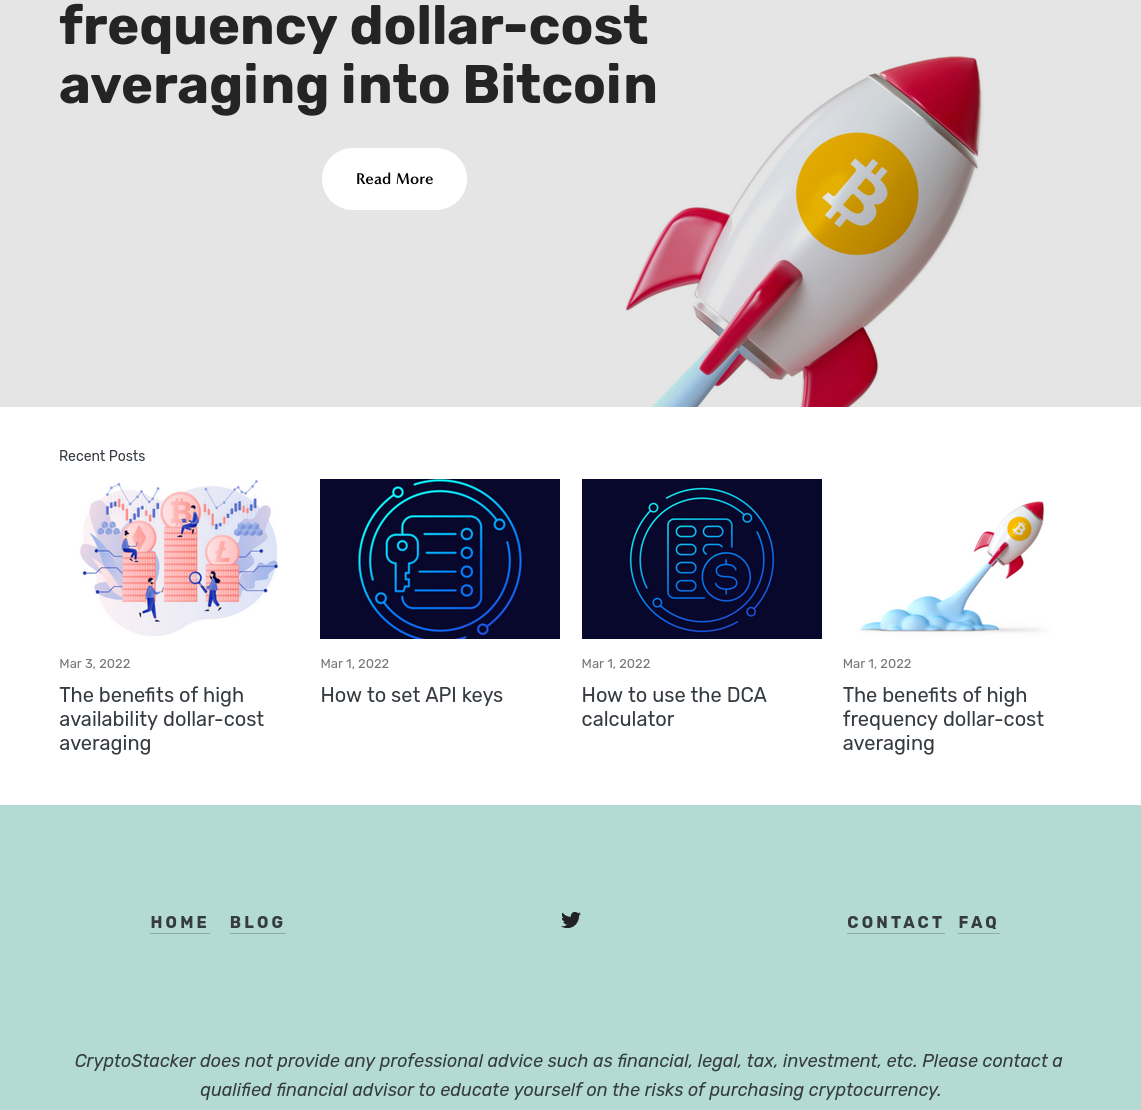 frequency dollar-cost
averaging into Bitcoin
Read More
Recent Posts
Mar 3, 2022
The benefits of high
availability dollar-cost
averaging
Mar 1, 2022
How to set API keys
Mar 1, 2022
How to use the DCA
calculator
Mar 1, 2022
The benefits of high
frequency dollar-cost
averaging
HOME BLOG
CONTACT FAQ
CryptoStacker does not provide any professional advice such as financial, legal, tax, investment, etc. Please contact a
qualified financial advisor to educate yourself on the risks of purchasing cryptocurrency.